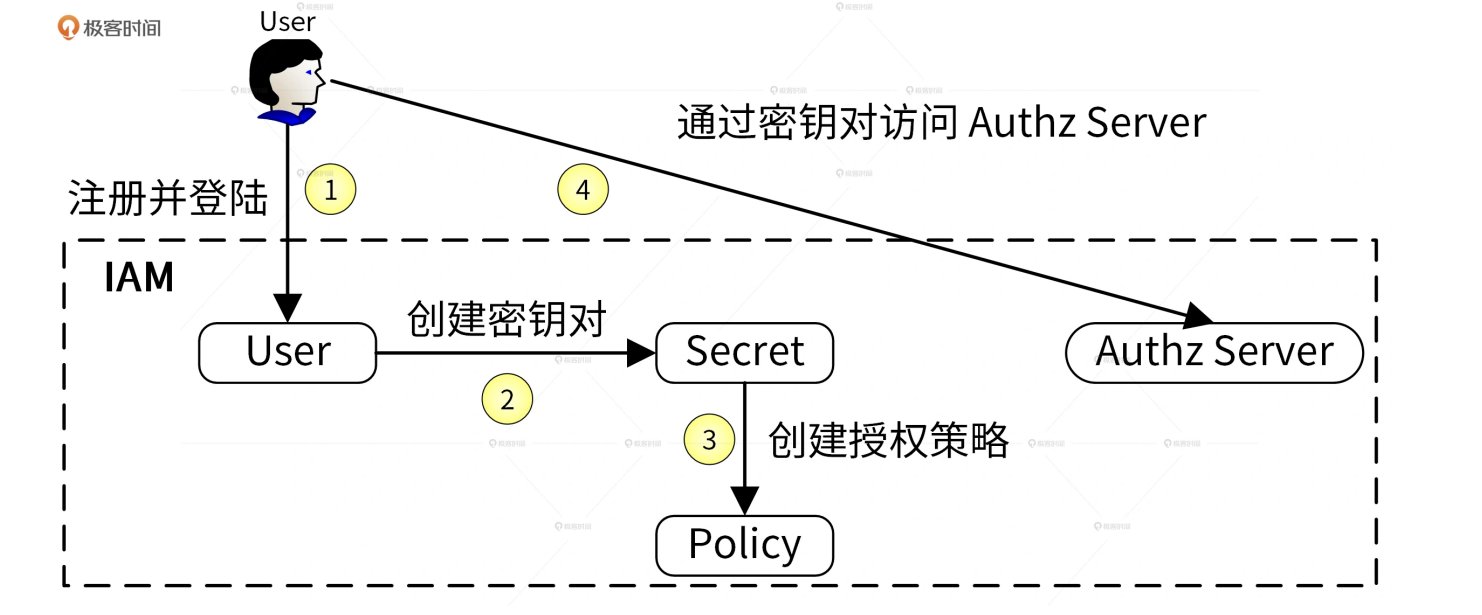 极客时间
User
通过密钥对访问 Authz Server
注册并登陆
1
4
IAM
创建密钥对
User
Secret
Authz Server
2
3
创建授权策略
Policy